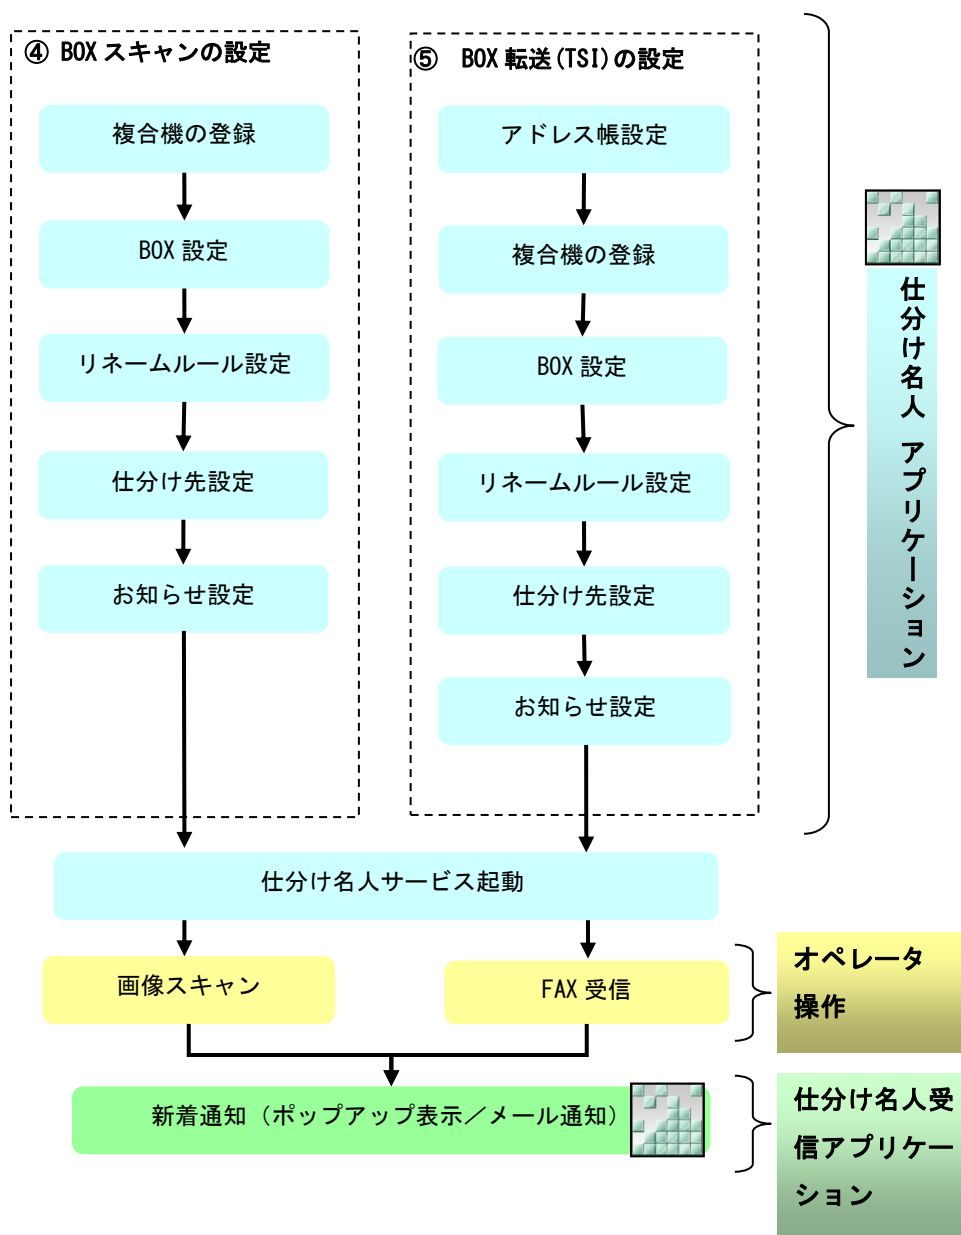 ④ BOX スキャンの設定
複合機の登録
BOX 設定
リネームルール設定
仕分け先設定
お知らせ設定
⑤ BOX 転送(TSI)の設定
アドレス帳設定
複合機の登録
BOX 設定
リネームルール設定
仕分け先設定
お知らせ設定
仕分け名人 アプリケーション
仕分け名人サービス起動
画像スキャン
FAX 受信
オペレータ
操作
新着通知（ポップアップ表示／メール通知）
仕分け名人受
信アプリケー
ション